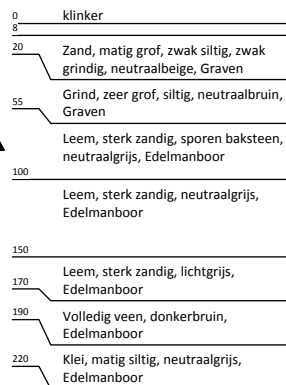 0 klinker
8
20 Zand, matig grof, zwak siltig, zwak
grindig, neutraalbeige, Graven
55 Grind, zeer grof, siltig, neutraalbruin,
Graven
Leem, sterk zandig, sporen baksteen,
neutraalgrijs, Edelmanboor
100
Leem, sterk zandig, neutraalgrijs,
Edelmanboor
150
Leem, sterk zandig, lichtgrijs,
170 Edelmanboor
190 Volledig veen, donkerbruin,
Edelmanboor
220 Klei, matig siltig, neutraalgrijs,
Edelmanboor